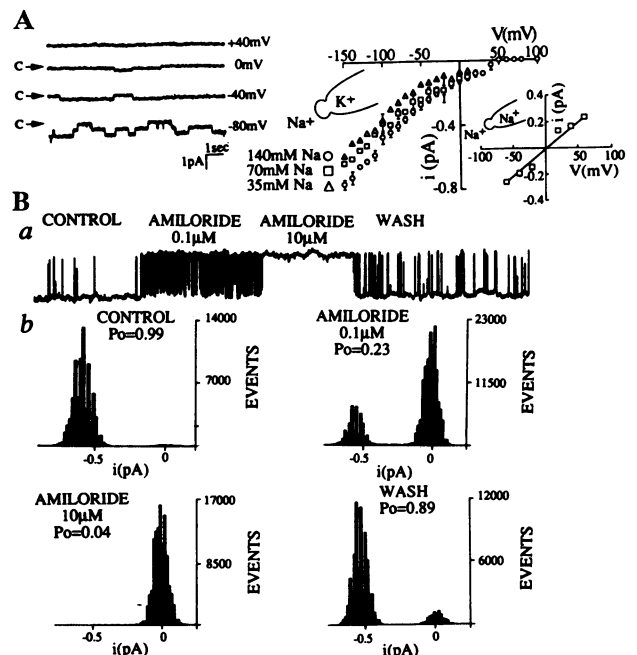 A
+40mV
C → 0mV
C → -40mV
C → -80mV
1sec
1pA
V(mV)
-150 -100 -50 50 100
K+
Na+
-0.4
i (pA)
-0.8
140mM Na ○
70mM Na □
35mM Na △
i (pA)
0.4
0.2
Na+
Na+
-100 -50 50 100
-0.2
V(mV)
-0.4
B
a
CONTROL
AMILORIDE
0.1μM
AMILORIDE
10μM
WASH
b
CONTROL
Po=0.99
14000
7000
EVENTS
-0.5 0
i(pA)
AMILORIDE
0.1μM
Po=0.23
23000
11500
EVENTS
-0.5 0
i(pA)
AMILORIDE
10μM
Po=0.04
17000
8500
EVENTS
-0.5 0
i(pA)
WASH
Po=0.89
12000
6000
EVENTS
-0.5 0
i(pA)